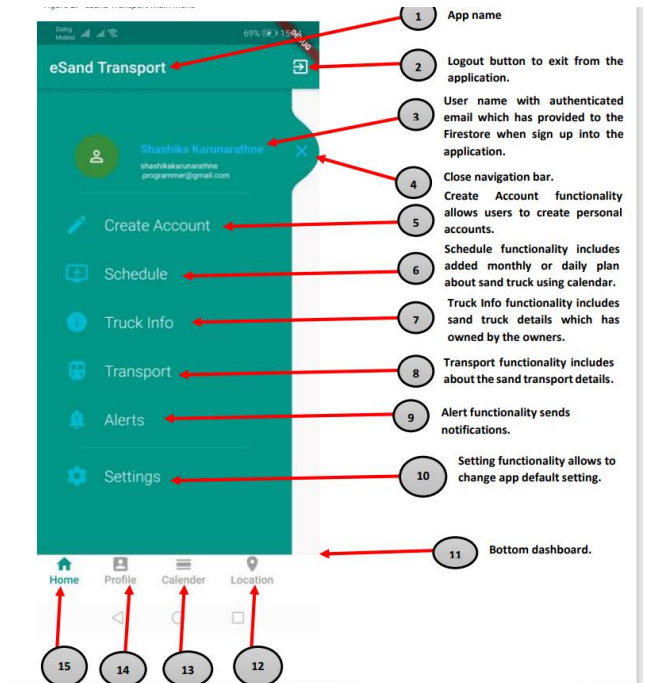 1 App name
Dialog
Mobitel
69% 15
UG
eSand Transport
2 Logout button to exit from the
application.
3 User name with authenticated
email which has provided to the
Firestore when sign up into the
application.
Shashika Karunarathne
shashikakarunarathne
.programmer@gmail.com
4 Close navigation bar.
5 Create Account functionality
allows users to create personal
accounts.
Create Account
6 Schedule functionality includes
added monthly or daily plan
about sand truck using calendar.
Schedule
7 Truck Info functionality includes
sand truck details which has
owned by the owners.
Truck Info
8 Transport functionality includes
about the sand transport details.
Transport
9 Alert functionality sends
notifications.
Alerts
10 Setting functionality allows to
change app default setting.
Settings
11 Bottom dashboard.
Home Profile Calender Location
15 14 13 12